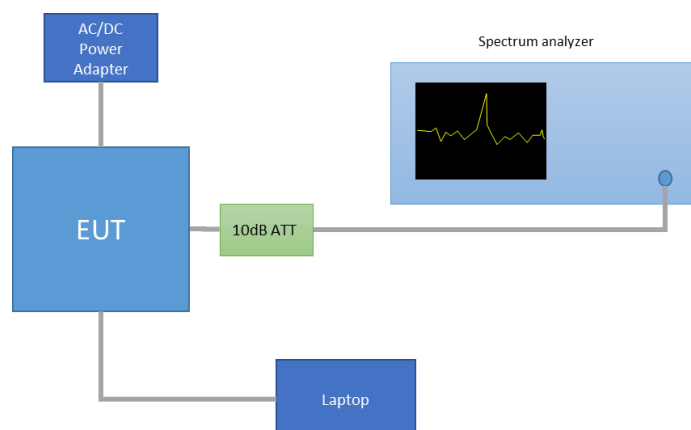 AC/DC
Power
Adapter
Spectrum analyzer
EUT
10dB ATT
Laptop